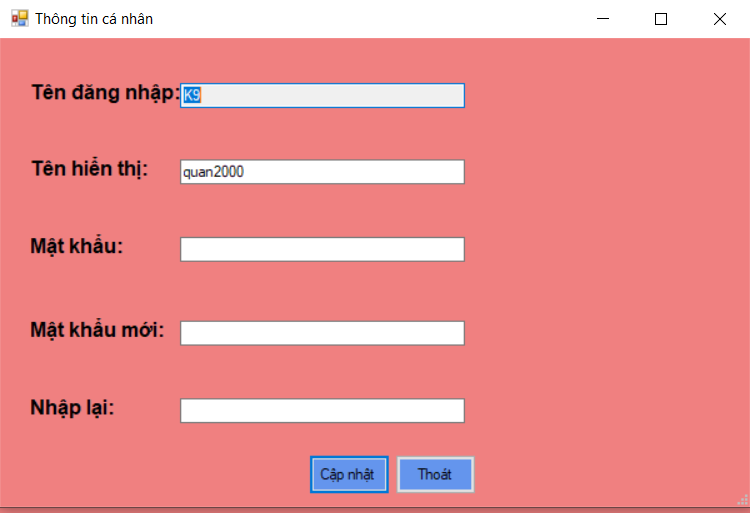 Thông tin cá nhân
Tên đăng nhập: K9
Tên hiển thị: quan2000
Mật khẩu:
Mật khẩu mới:
Nhập lại:
Cập nhật Thoát